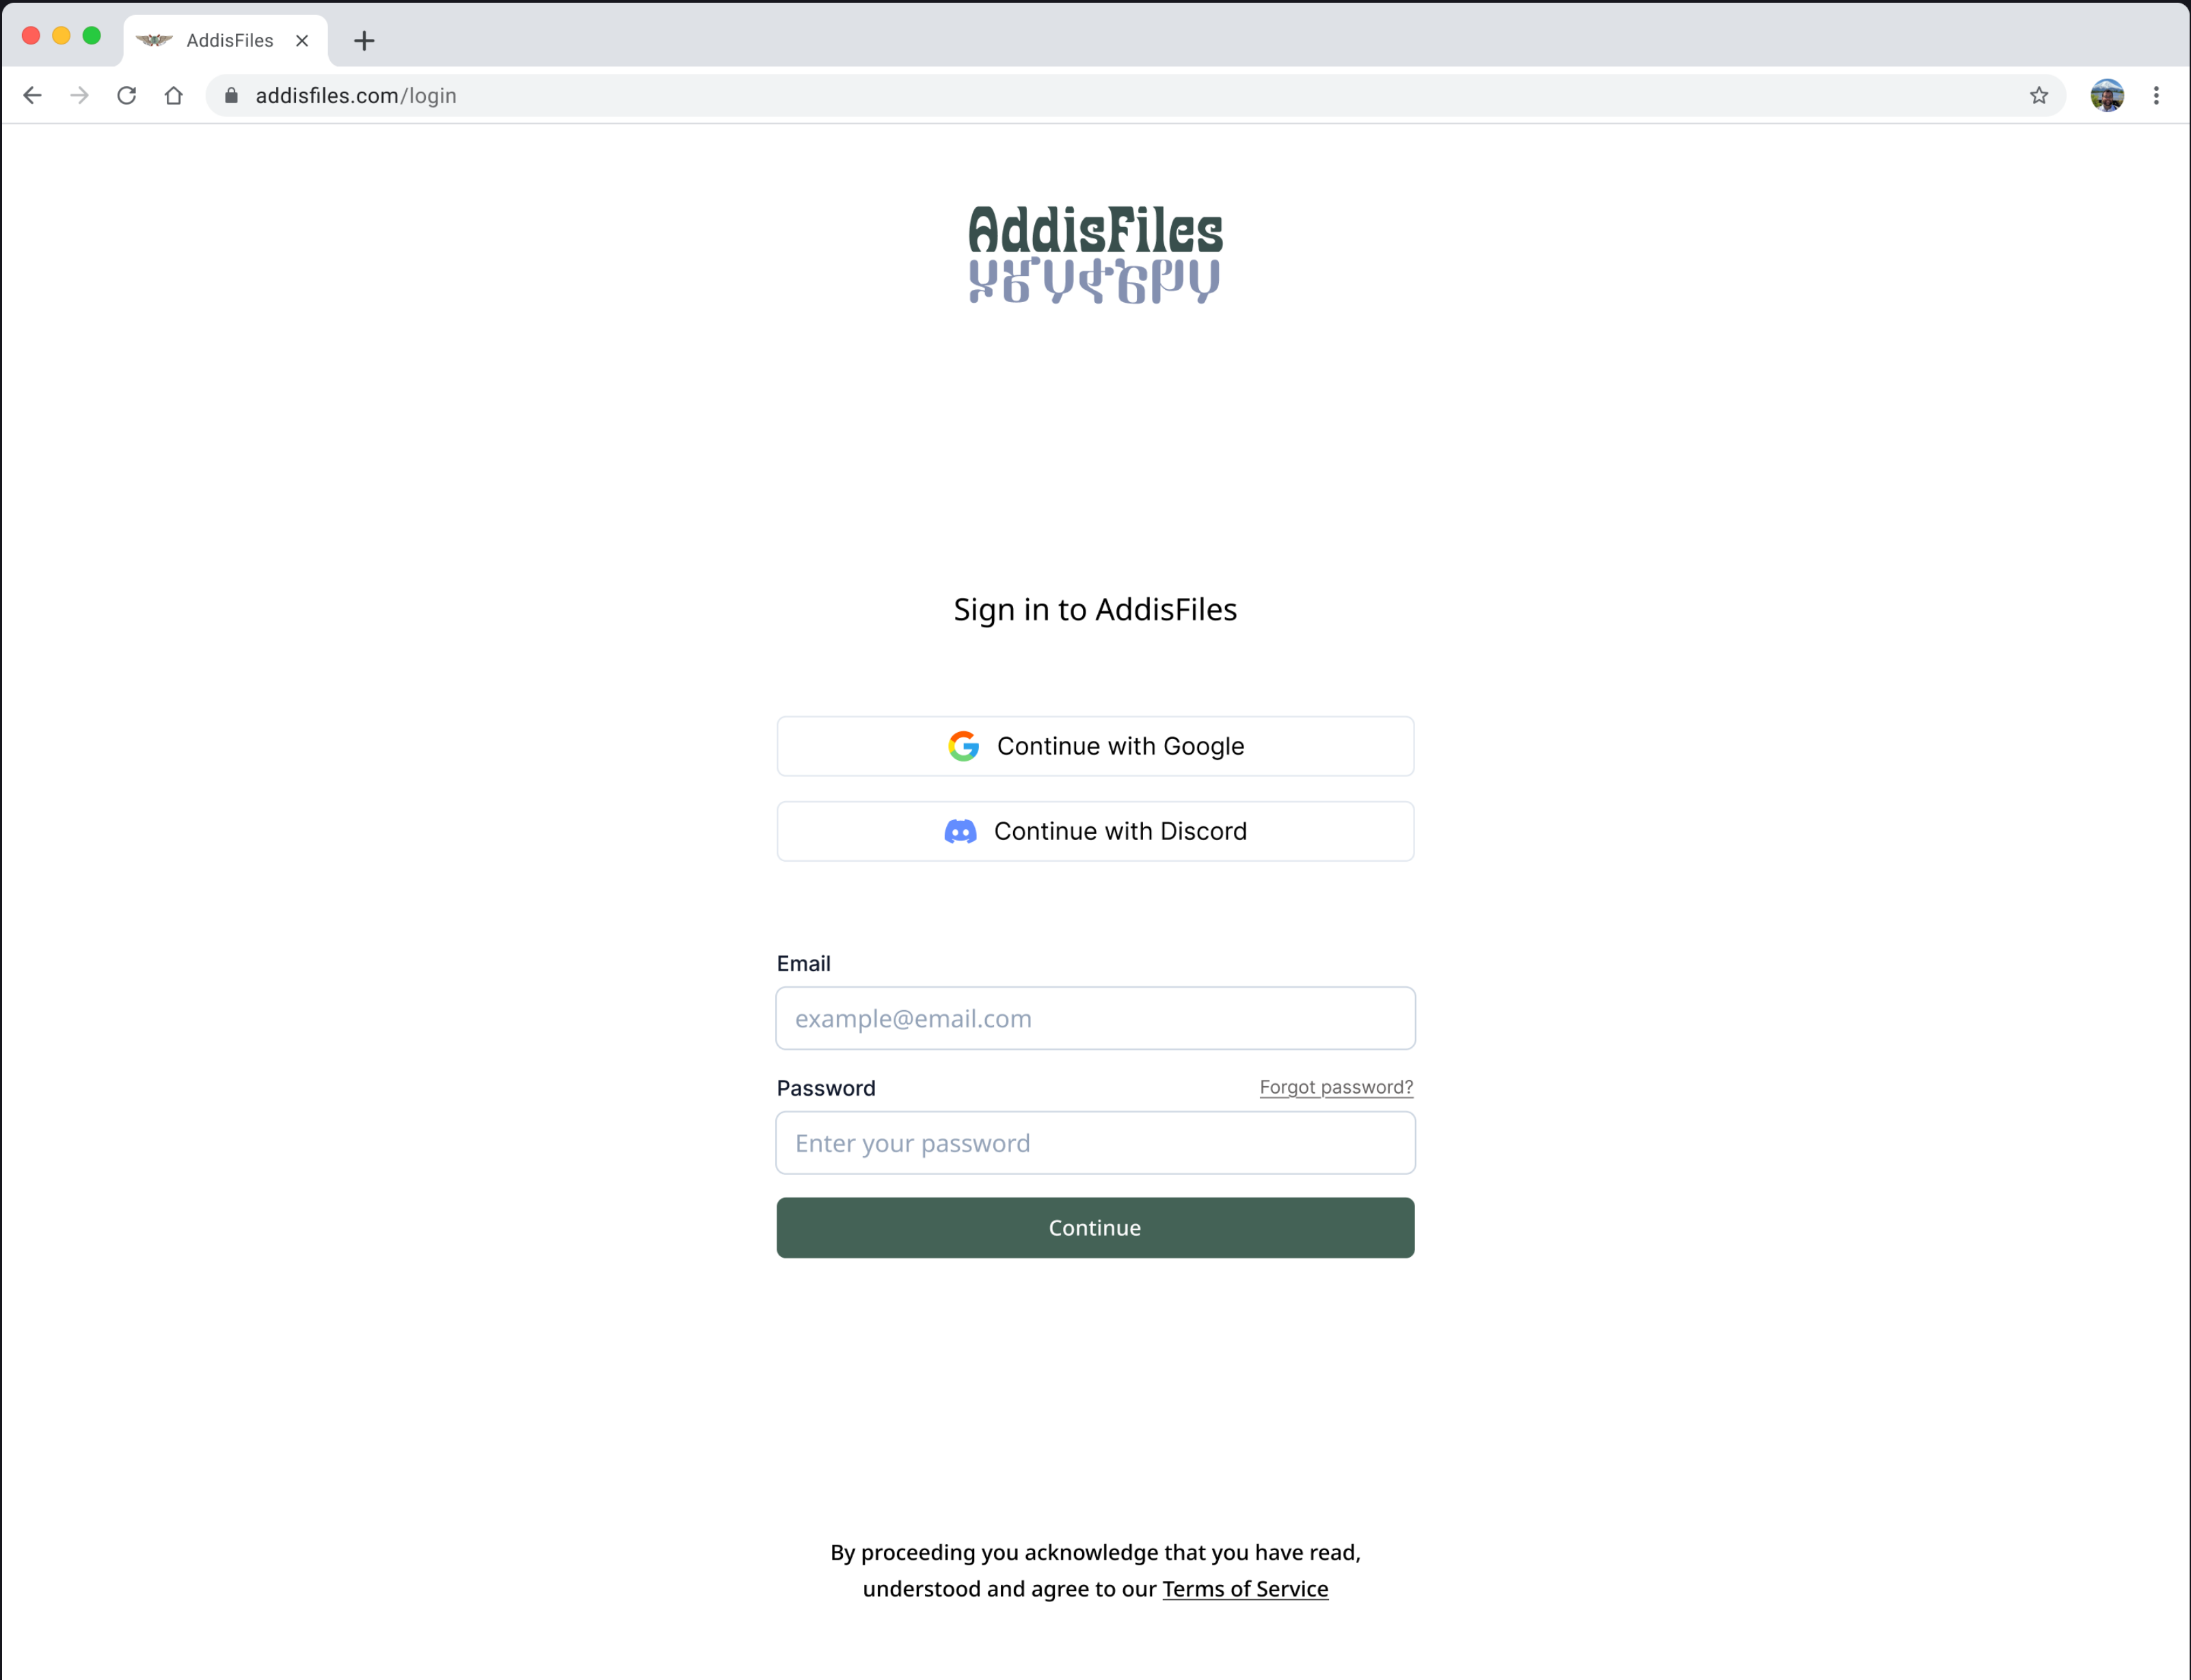 AddisFiles
addisfiles.com/login
AddisFiles
Sign in to AddisFiles
Continue with Google
Continue with Discord
Email
example@email.com
Password
Forgot password?
Enter your password
Continue
By proceeding you acknowledge that you have read,
understood and agree to our Terms of Service